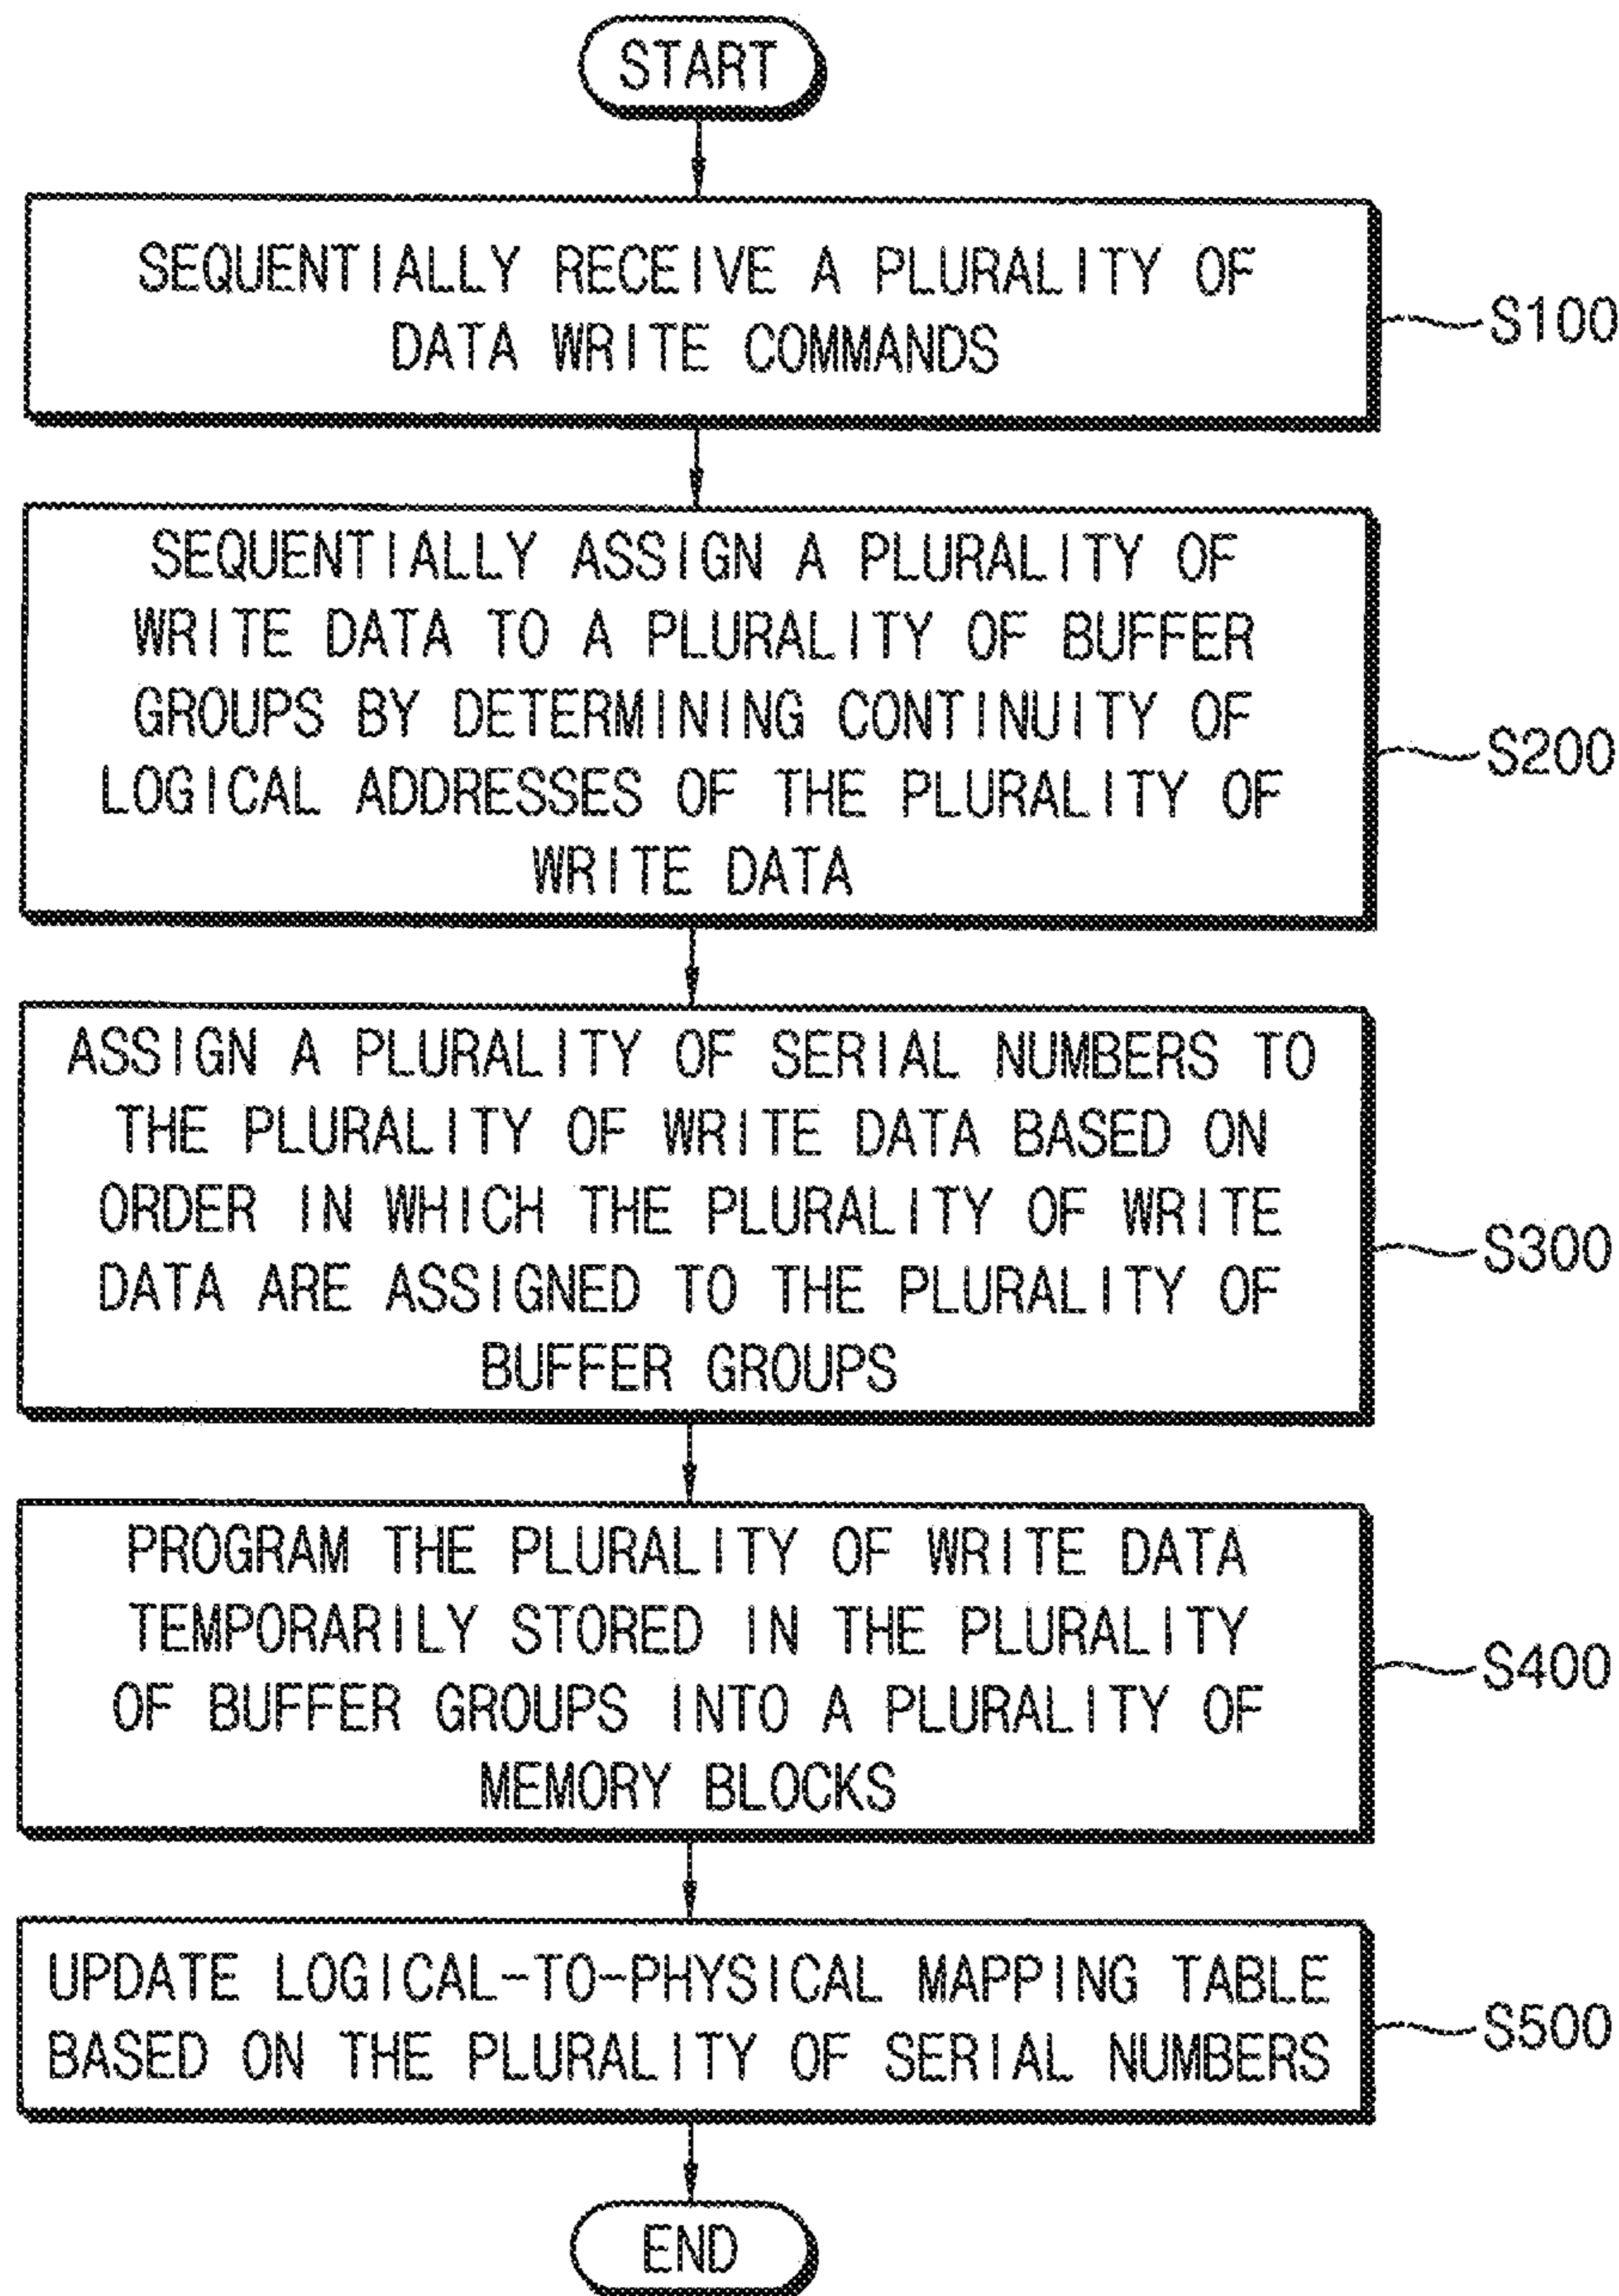 START
SEQUENTIALLY RECEIVE A PLURALITY OF
DATA WRITE COMMANDS
S100
SEQUENTIALLY ASSIGN A PLURALITY OF
WRITE DATA TO A PLURALITY OF BUFFER
GROUPS BY DETERMINING CONTINUITY OF
LOGICAL ADDRESSES OF THE PLURALITY OF
WRITE DATA
S200
ASSIGN A PLURALITY OF SERIAL NUMBERS TO
THE PLURALITY OF WRITE DATA BASED ON
ORDER IN WHICH THE PLURALITY OF WRITE
DATA ARE ASSIGNED TO THE PLURALITY OF
BUFFER GROUPS
S300
PROGRAM THE PLURALITY OF WRITE DATA
TEMPORARILY STORED IN THE PLURALITY
OF BUFFER GROUPS INTO A PLURALITY OF
MEMORY BLOCKS
S400
UPDATE LOGICAL-TO-PHYSICAL MAPPING TABLE
BASED ON THE PLURALITY OF SERIAL NUMBERS
S500
END